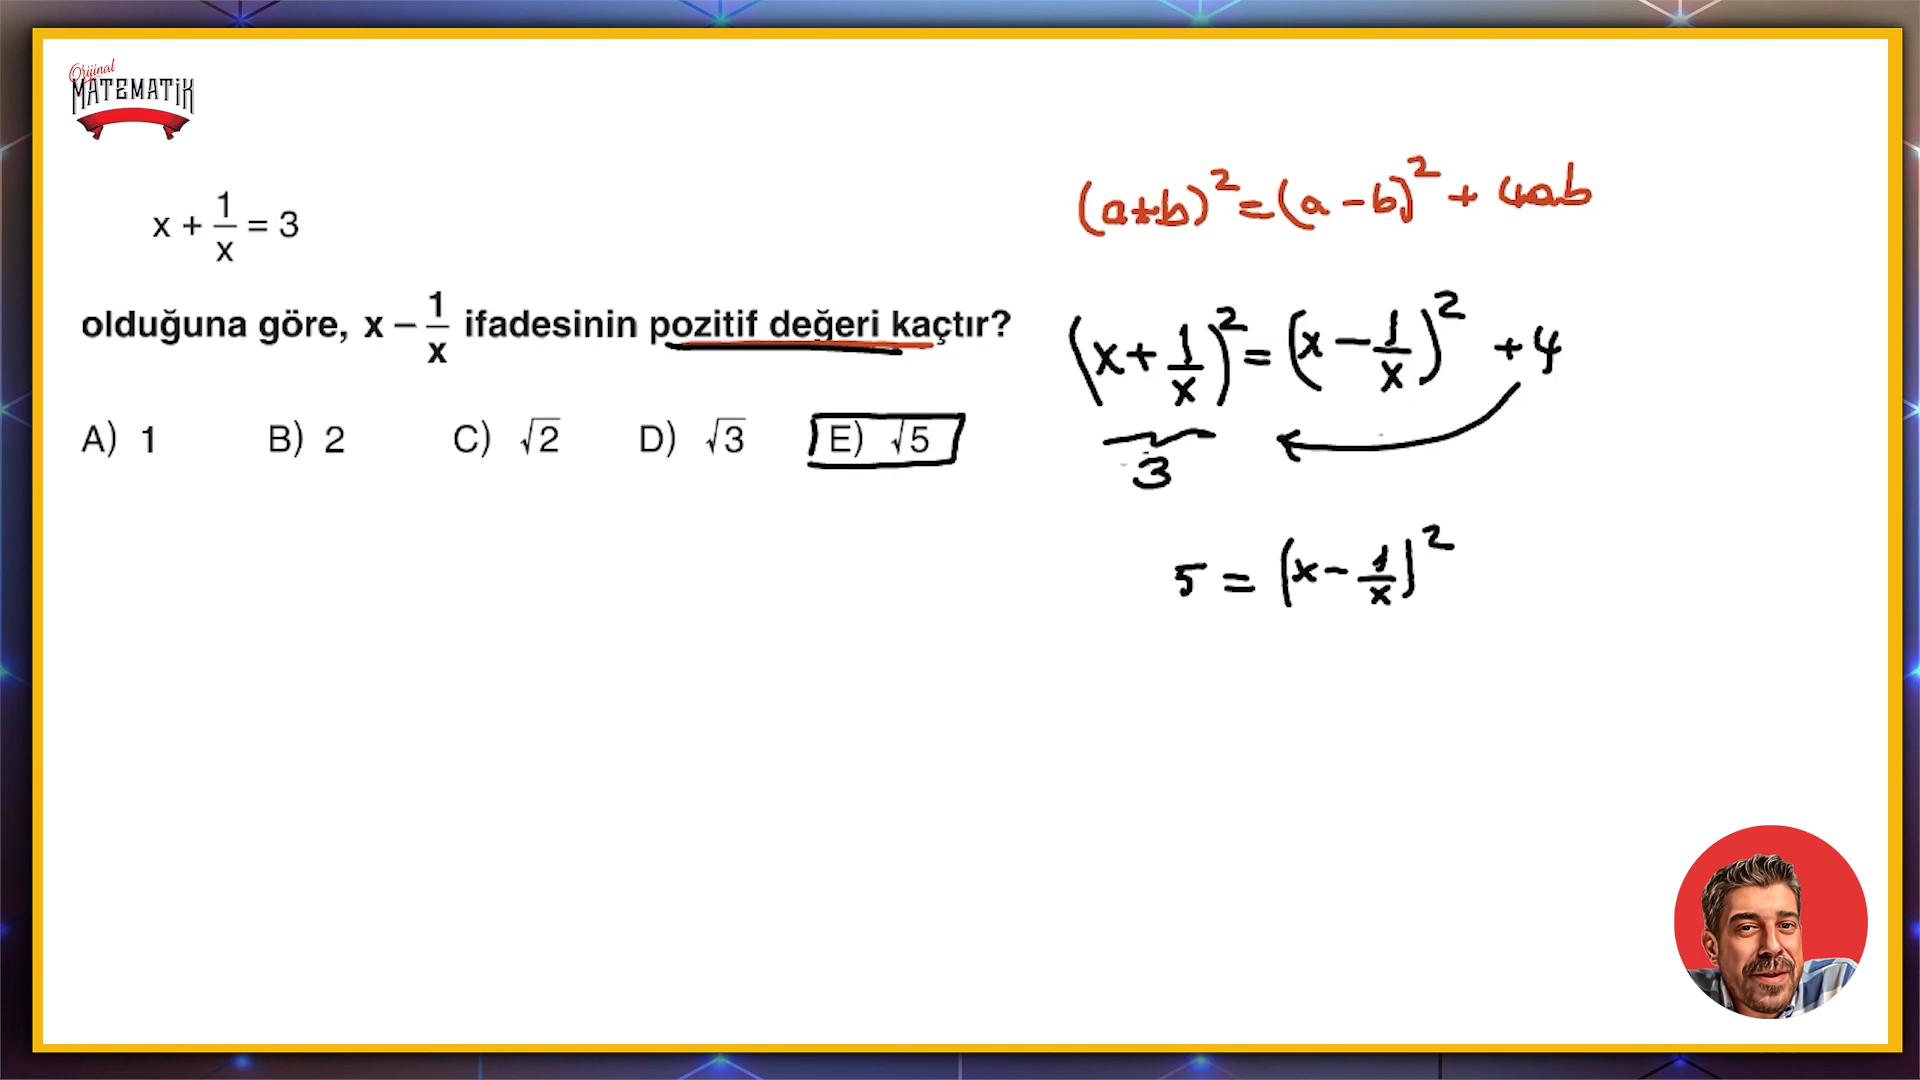 Orijinal
MATEMATİK
x + 1/x = 3
olduğuna göre, x − 1/x ifadesinin pozitif değeri kaçtır?
A) 1 B) 2 C) √2 D) √3 E) √5
(a+b)² = (a−b)² + 4ab
(x + 1/x)² = (x − 1/x)² + 4
3
5 = (x − 1/x)²